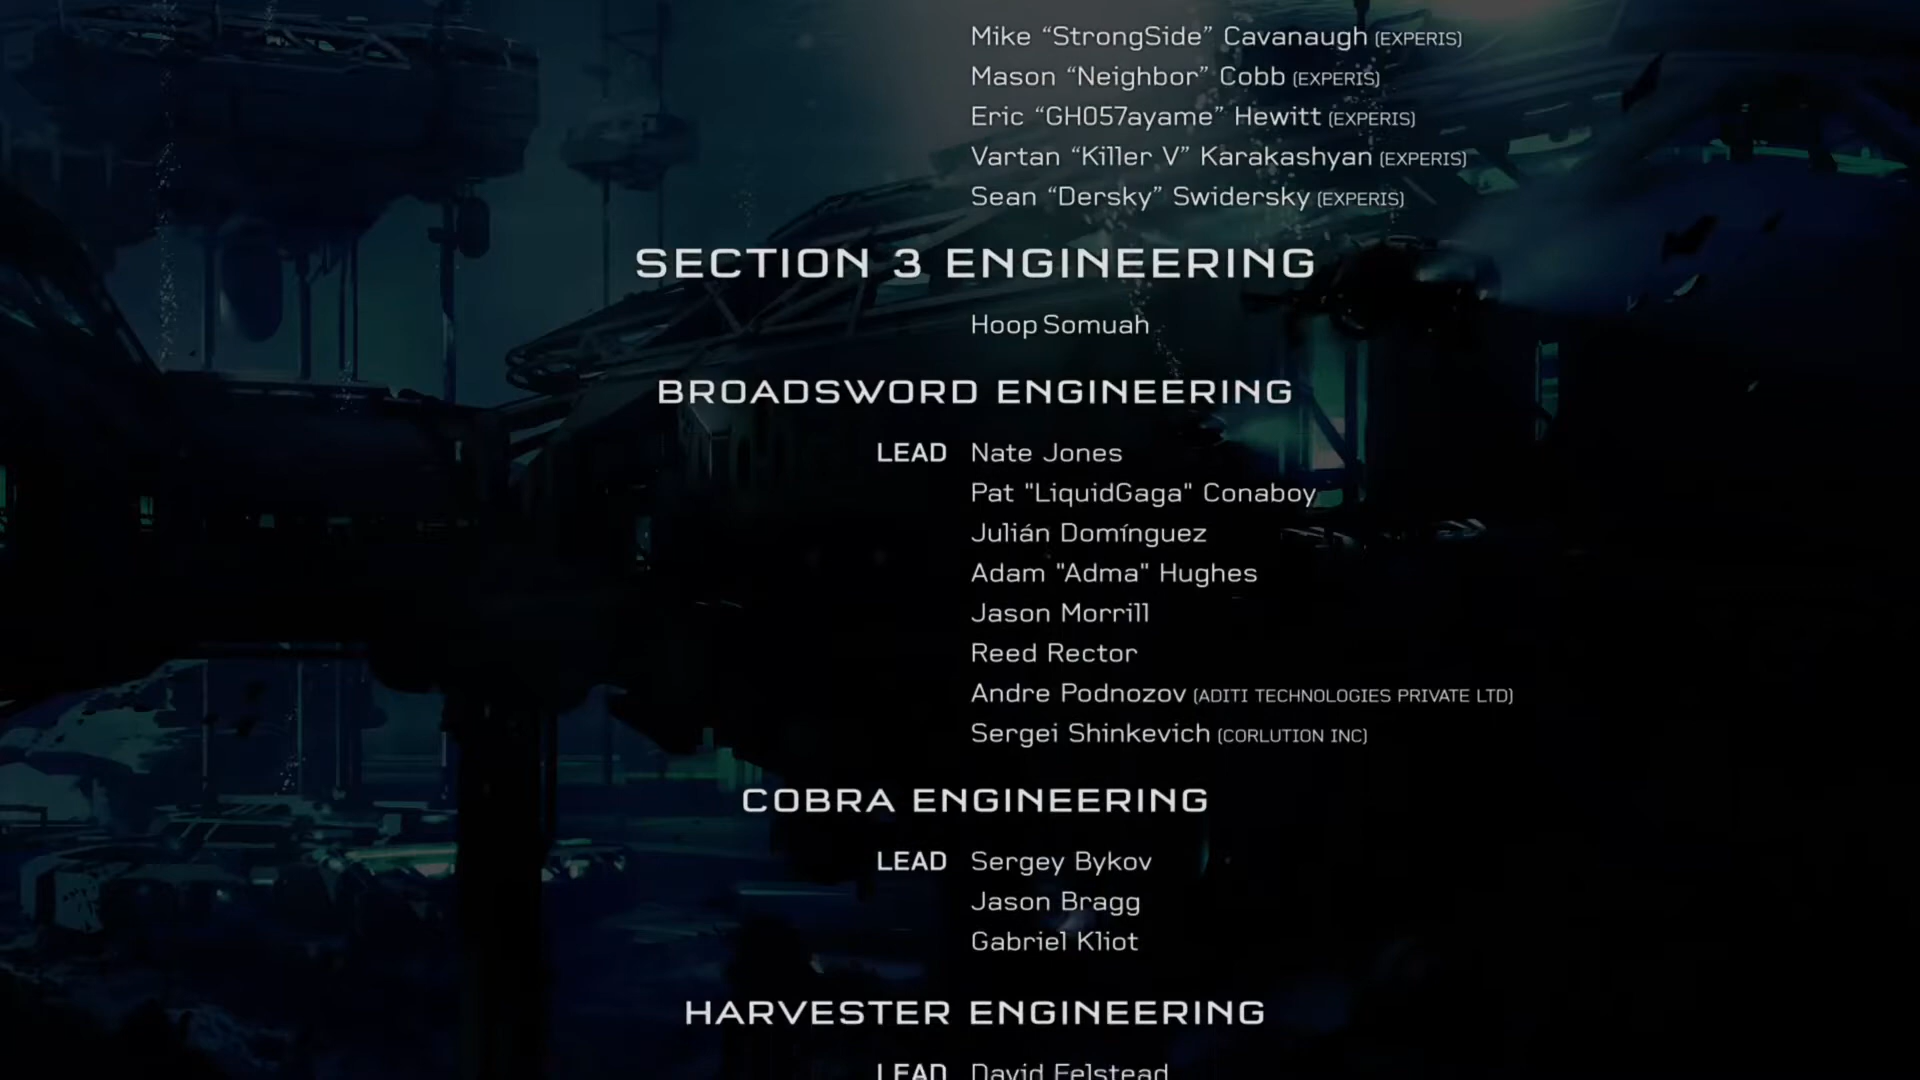 Mike “StrongSide” Cavanaugh (EXPERIS)
Mason “Neighbor” Cobb (EXPERIS)
Eric “GH057ayame” Hewitt (EXPERIS)
Vartan “Killer V” Karakashyan (EXPERIS)
Sean “Dersky” Swidersky (EXPERIS)
SECTION 3 ENGINEERING
Hoop Somuah
BROADSWORD ENGINEERING
LEAD Nate Jones
Pat "LiquidGaga" Conaboy
Julián Domínguez
Adam "Adma" Hughes
Jason Morrill
Reed Rector
Andre Podnozov (ADITI TECHNOLOGIES PRIVATE LTD)
Sergei Shinkevich (CORLUTION INC)
COBRA ENGINEERING
LEAD Sergey Bykov
Jason Bragg
Gabriel Kliot
HARVESTER ENGINEERING
LEAD David Felstead